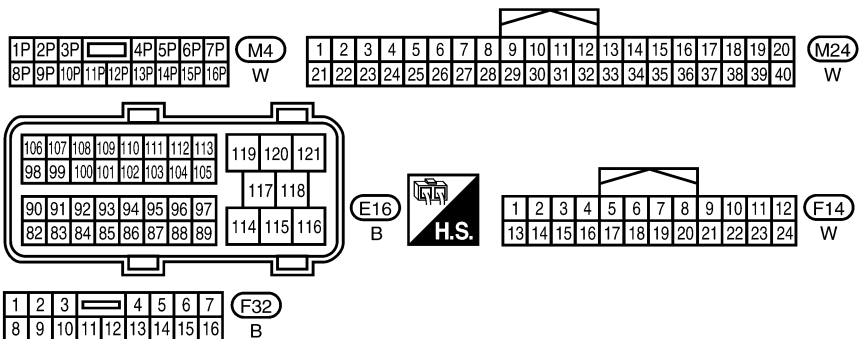 1P 2P 3P 4P 5P 6P 7P M4
8P 9P 10P 11P 12P 13P 14P 15P 16P W
1 2 3 4 5 6 7 8 9 10 11 12 13 14 15 16 17 18 19 20 M24
21 22 23 24 25 26 27 28 29 30 31 32 33 34 35 36 37 38 39 40 W
106 107 108 109 110 111 112 113
98 99 100 101 102 103 104 105
90 91 92 93 94 95 96 97
82 83 84 85 86 87 88 89
119 120 121
117 118
114 115 116
E16
B
H.S.
1 2 3 4 5 6 7 8 9 10 11 12 F14
13 14 15 16 17 18 19 20 21 22 23 24 W
1 2 3 4 5 6 7 F32
8 9 10 11 12 13 14 15 16 B